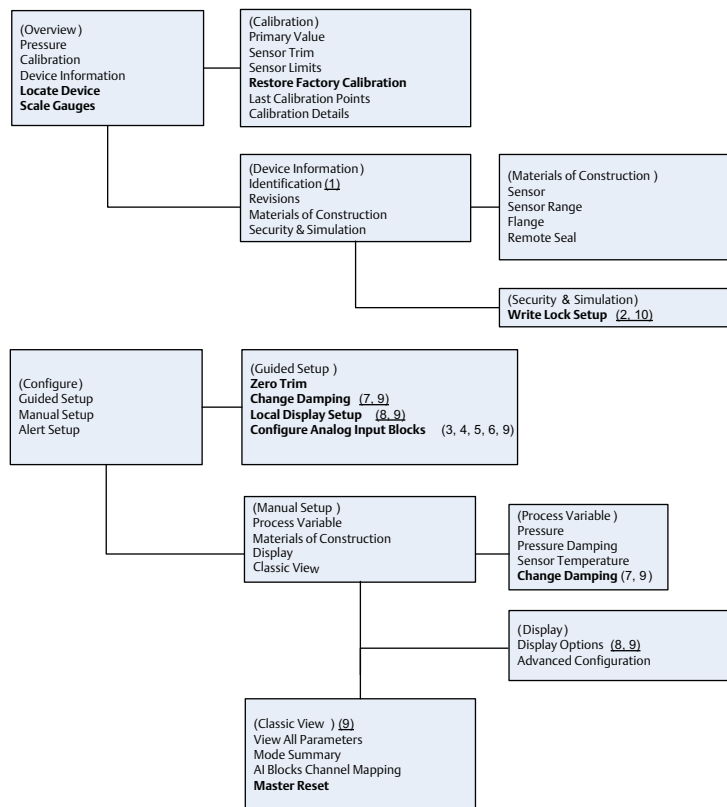 (Overview)
Pressure
Calibration
Device Information
Locate Device
Scale Gauges
(Calibration)
Primary Value
Sensor Trim
Sensor Limits
Restore Factory Calibration
Last Calibration Points
Calibration Details
(Device Information)
Identification (1)
Revisions
Materials of Construction
Security & Simulation
(Materials of Construction )
Sensor
Sensor Range
Flange
Remote Seal
(Security & Simulation)
Write Lock Setup (2, 10)
(Configure)
Guided Setup
Manual Setup
Alert Setup
(Guided Setup )
Zero Trim
Change Damping (7, 9)
Local Display Setup (8, 9)
Configure Analog Input Blocks (3, 4, 5, 6, 9)
(Manual Setup )
Process Variable
Materials of Construction
Display
Classic View
(Process Variable )
Pressure
Pressure Damping
Sensor Temperature
Change Damping (7, 9)
(Display)
Display Options (8, 9)
Advanced Configuration
(Classic View ) (9)
View All Parameters
Mode Summary
AI Blocks Channel Mapping
Master Reset